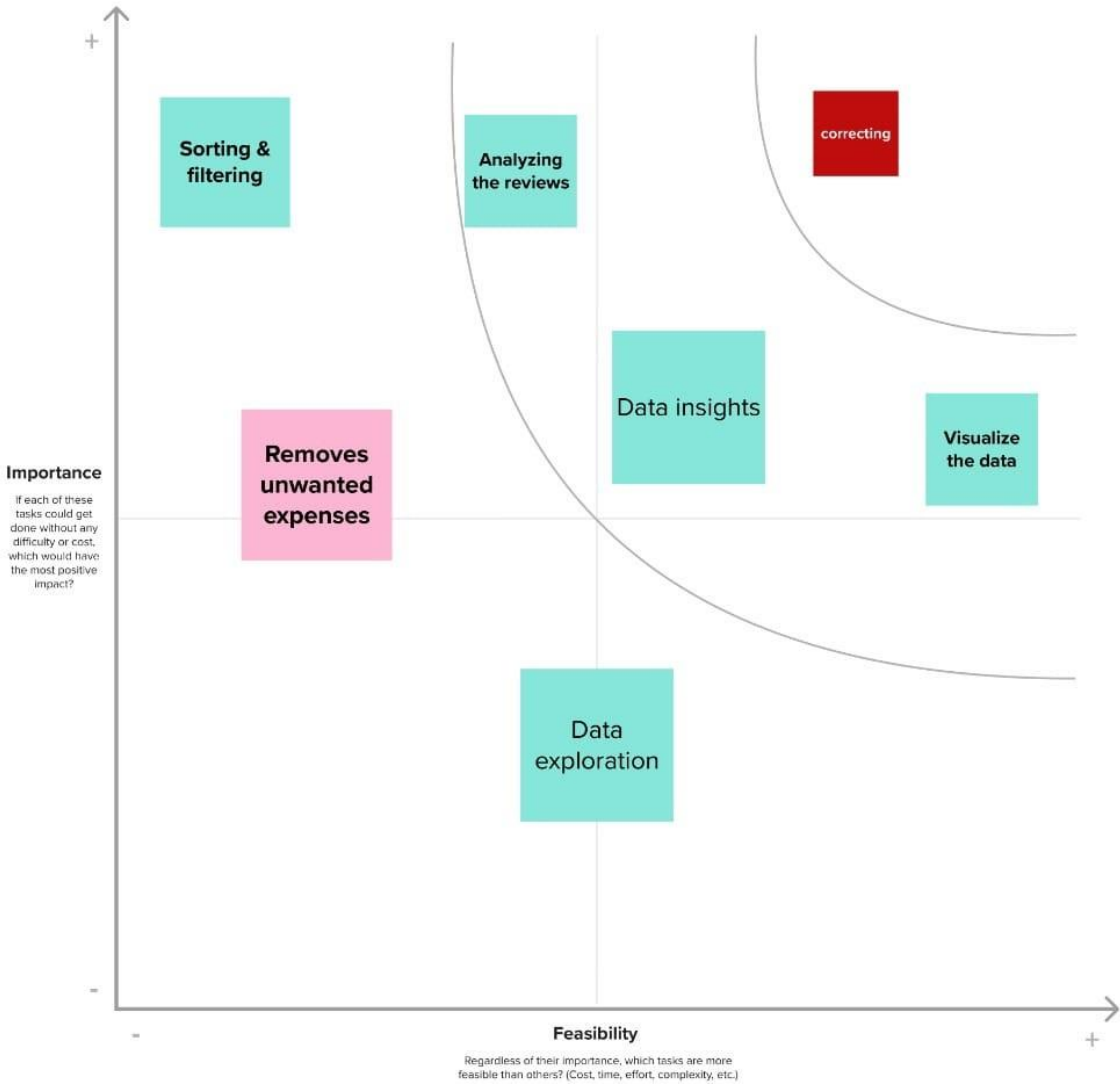 +
Sorting &
filtering
Analyzing
the reviews
correcting
Data insights
Visualize
the data
Removes
unwanted
expenses
Importance
If each of these
tasks could get
done without any
difficulty or cost,
which would have
the most positive
impact?
Data
exploration
-
-
Feasibility
+
Regardless of their importance, which tasks are more
feasible than others? (Cost, time, effort, complexity, etc.)